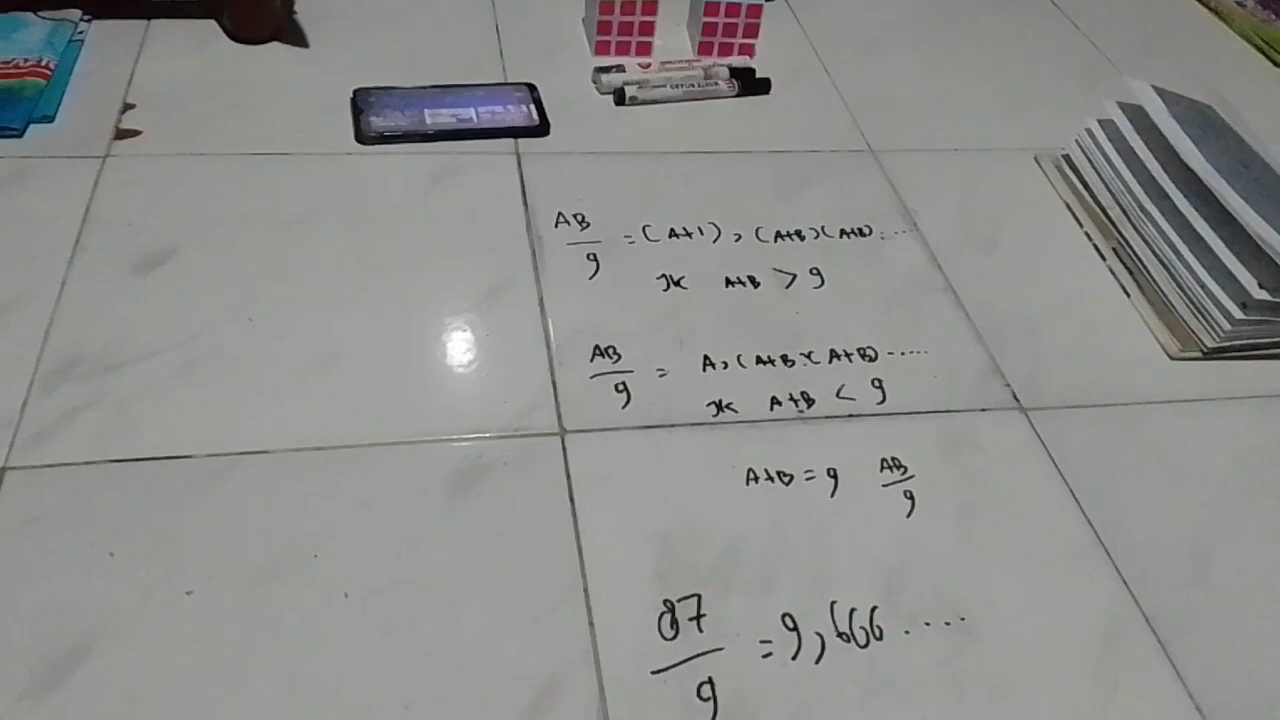 AB/9 = (A+1), (A+B)(A+B).....
JK A+B > 9
AB/9 = A, (A+B)(A+B).....
JK A+B < 9
A+B = 9 AB/9
87/9 = 9,666....